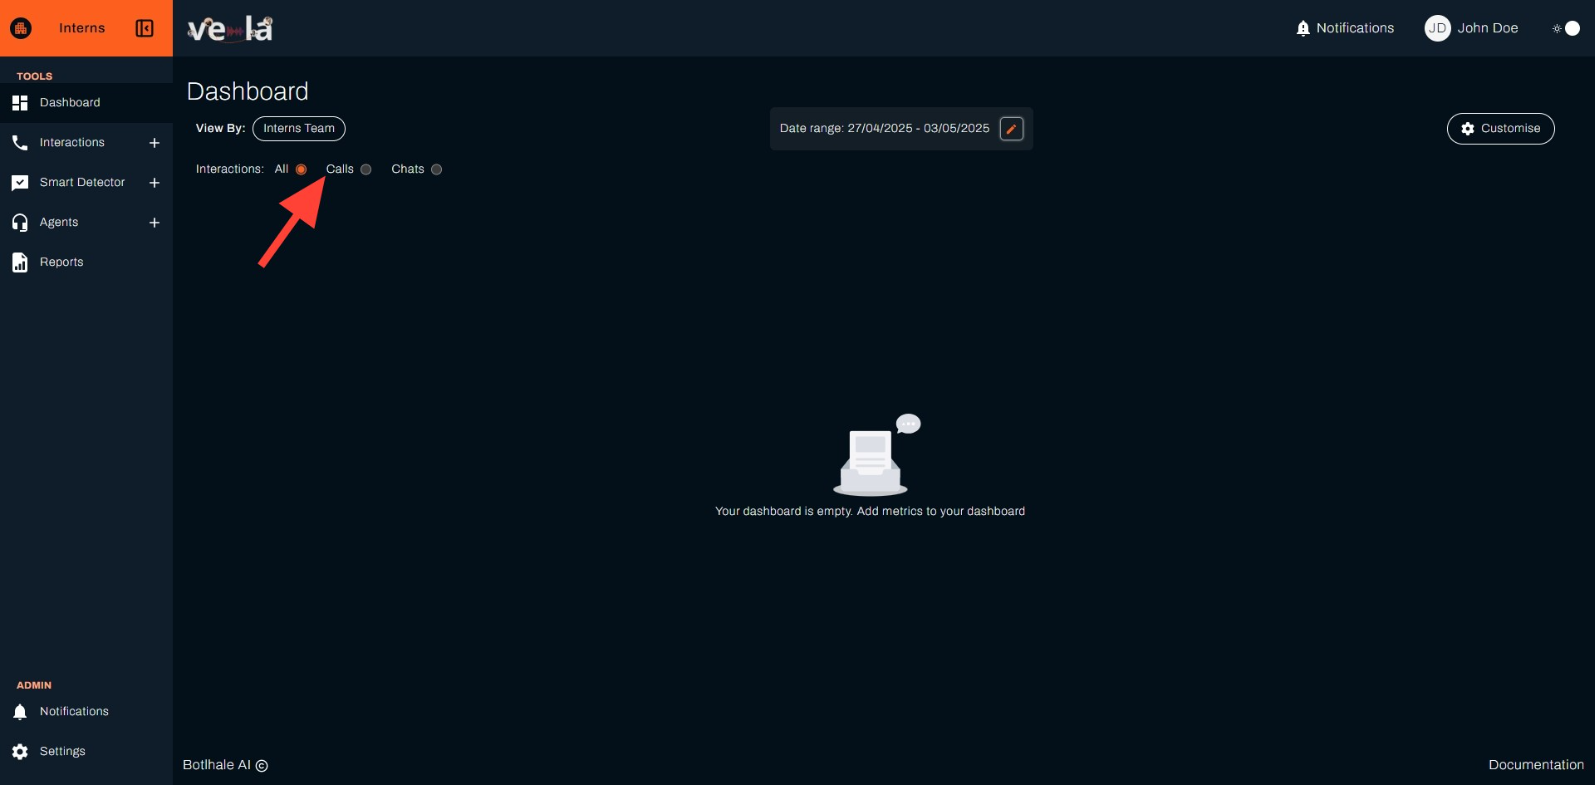 Interns
vela
Notifications
JD
John Doe
TOOLS
Dashboard
Interactions
Smart Detector
Agents
Reports
ADMIN
Notifications
Settings
Dashboard
View By: Interns Team
Date range: 27/04/2025 - 03/05/2025
Customise
Interactions: All Calls Chats
Your dashboard is empty. Add metrics to your dashboard
Botlhale AI ©
Documentation